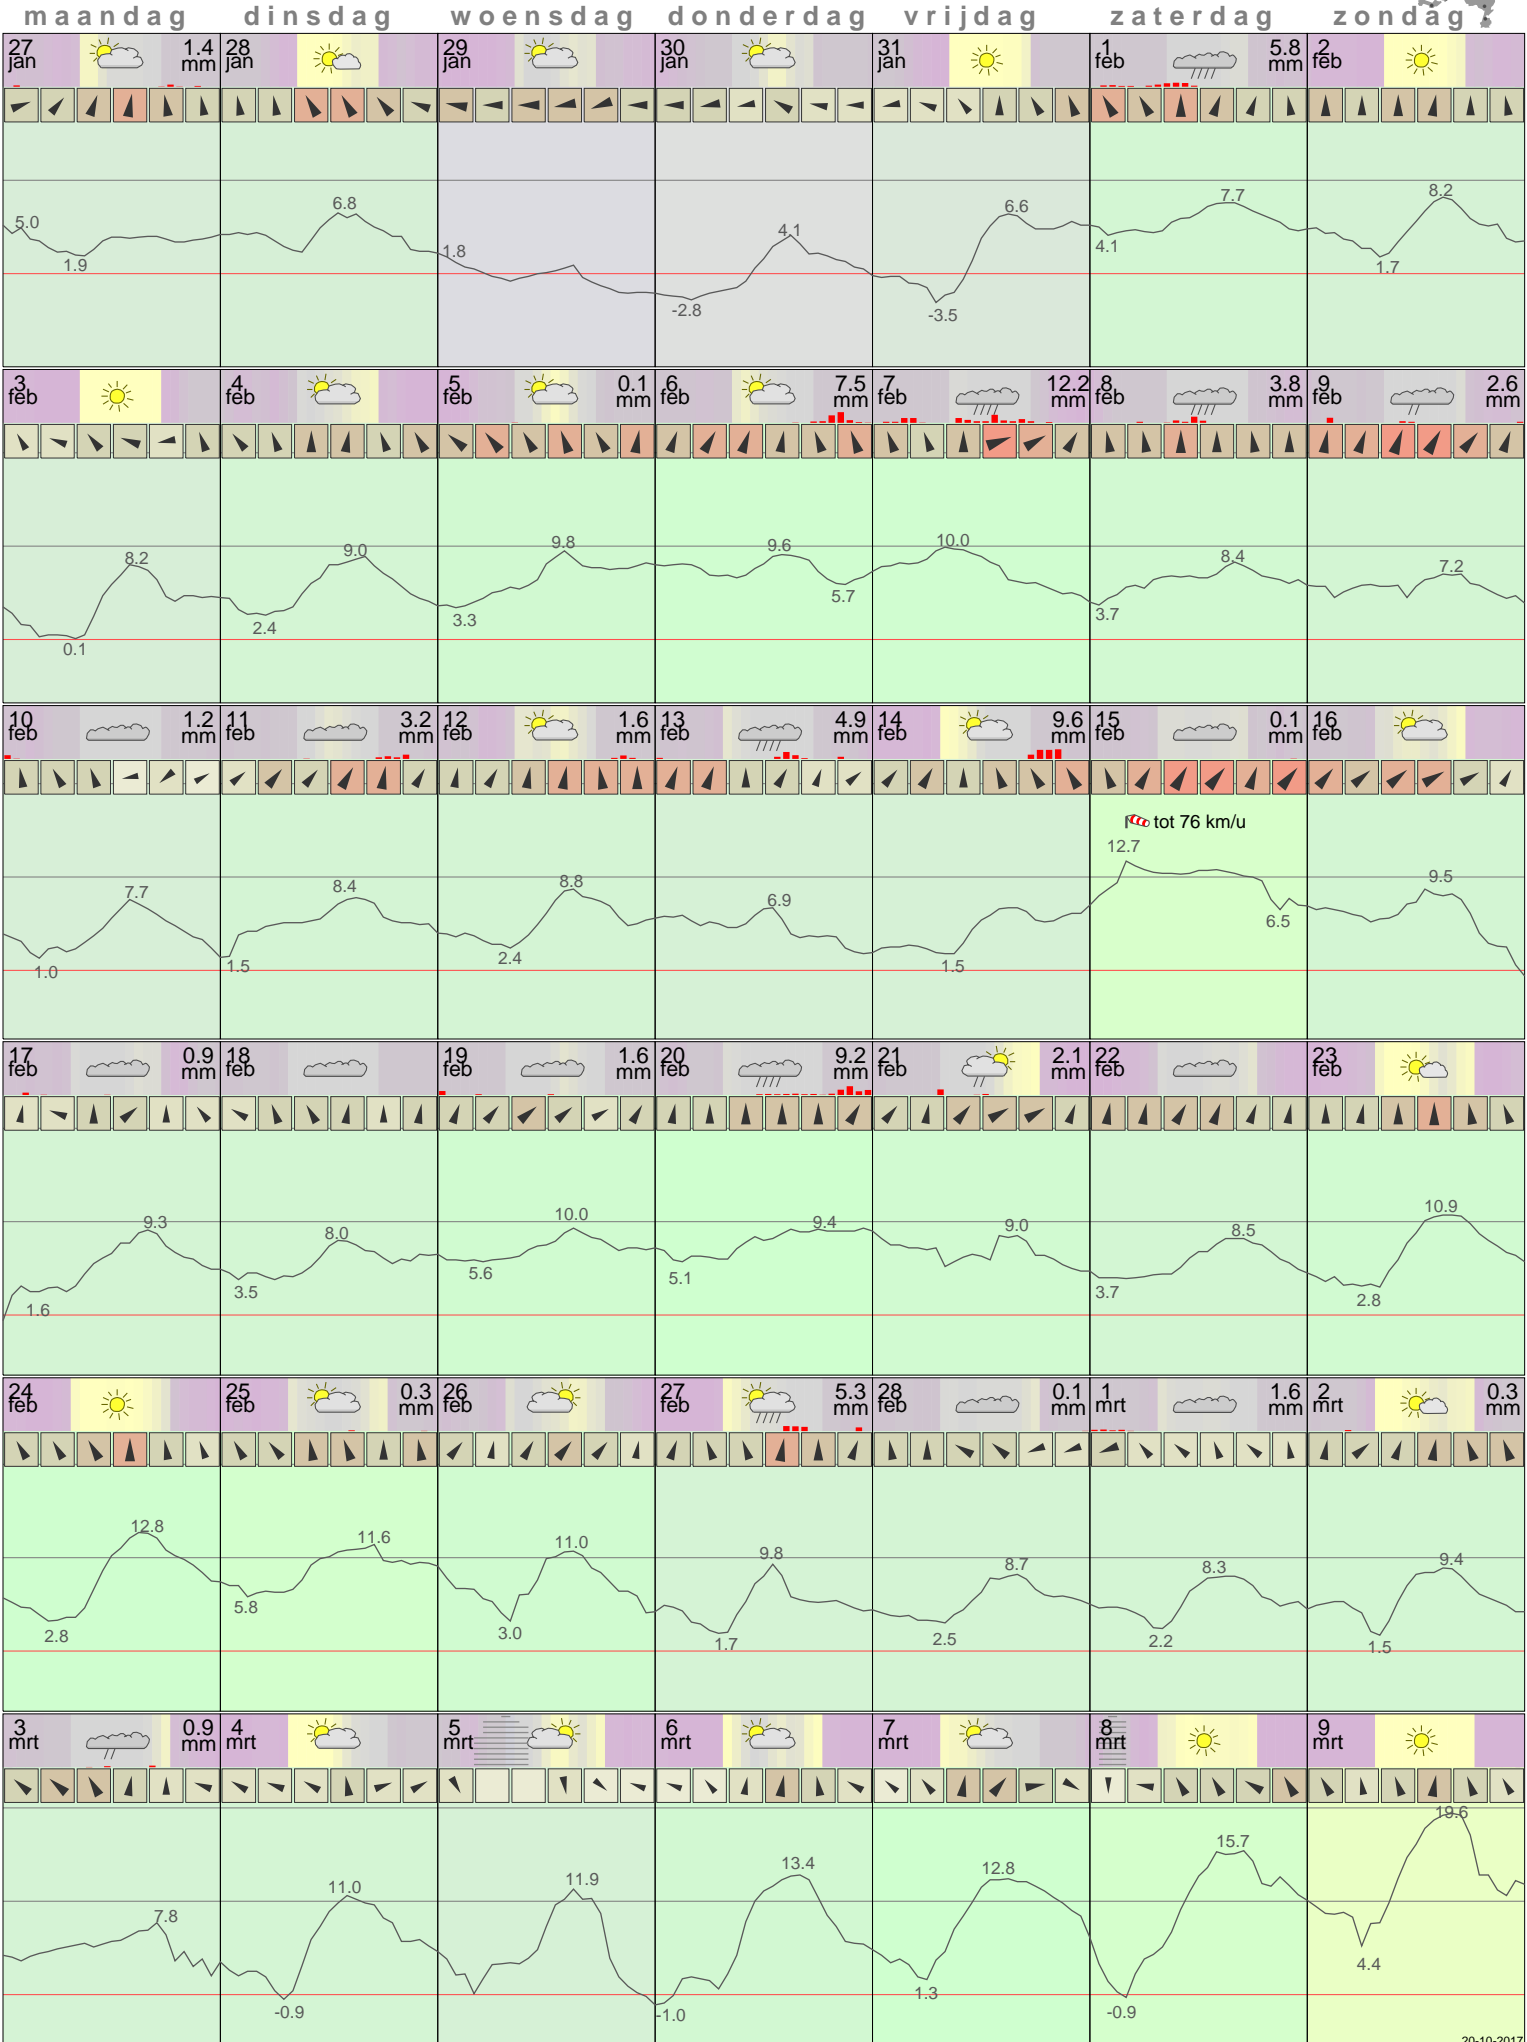 maandag dinsdag woensdag donderdag vrijdag zaterdag zondag
27 1.4 28 29 30 31 1 5.8 2
jan mm jan jan jan jan feb mm feb
6.8 4.1 6.6 7.7 8.2
5.0 1.8 4.1
1.9 -2.8 -3.5 1.7
3 4 5 0.1 6 7.5 7 12.2 8 3.8 9 2.6
feb feb feb mm feb mm feb mm feb mm feb mm
8.2 9.0 9.8 9.6 10.0 8.4 7.2
0.1 2.4 3.3 5.7 3.7
10 1.2 11 3.2 12 1.6 13 4.9 14 9.6 15 0.1 16
feb mm feb mm feb mm feb mm feb mm feb mm feb
tot 76 km/u
12.7
7.7 8.4 8.8 6.9 9.5
1.0 1.5 2.4 1.5 6.5
17 0.9 18 19 1.6 20 9.2 21 2.1 22 23
feb mm feb feb mm feb mm feb mm feb feb
9.3 8.0 10.0 9.4 9.0 8.5 10.9
1.6 3.5 5.6 5.1 3.7 2.8
24 25 0.3 26 27 5.3 28 0.1 1 1.6 2 0.3
feb feb mm feb feb mm feb mm mrt mm mrt mm
12.8 11.6 11.0 9.8 8.7 8.3 9.4
2.8 5.8 3.0 1.7 2.5 2.2 1.5
3 0.9 4 5 6 7 8 9
mrt mm mrt mrt mrt mrt mrt mrt
7.8 11.0 11.9 13.4 12.8 15.7 19.6
-0.9 -1.0 1.3 -0.9 4.4
20-10-2017